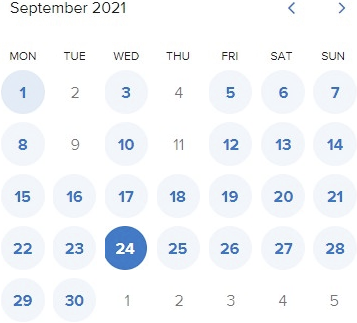 September 2021
MON TUE WED THU FRI SAT SUN
1 2 3 4 5 6 7
8 9 10 11 12 13 14
15 16 17 18 19 20 21
22 23 24 25 26 27 28
29 30 1 2 3 4 5